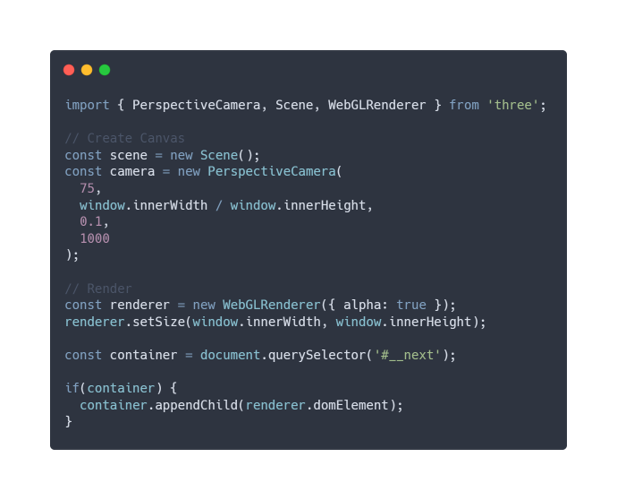 import { PerspectiveCamera, Scene, WebGLRenderer } from 'three';
// Create Canvas
const scene = new Scene();
const camera = new PerspectiveCamera(
75,
window.innerWidth / window.innerHeight,
0.1,
1000
);
// Render
const renderer = new WebGLRenderer({ alpha: true });
renderer.setSize(window.innerWidth, window.innerHeight);
const container = document.querySelector('#__next');
if(container) {
container.appendChild(renderer.domElement);
}